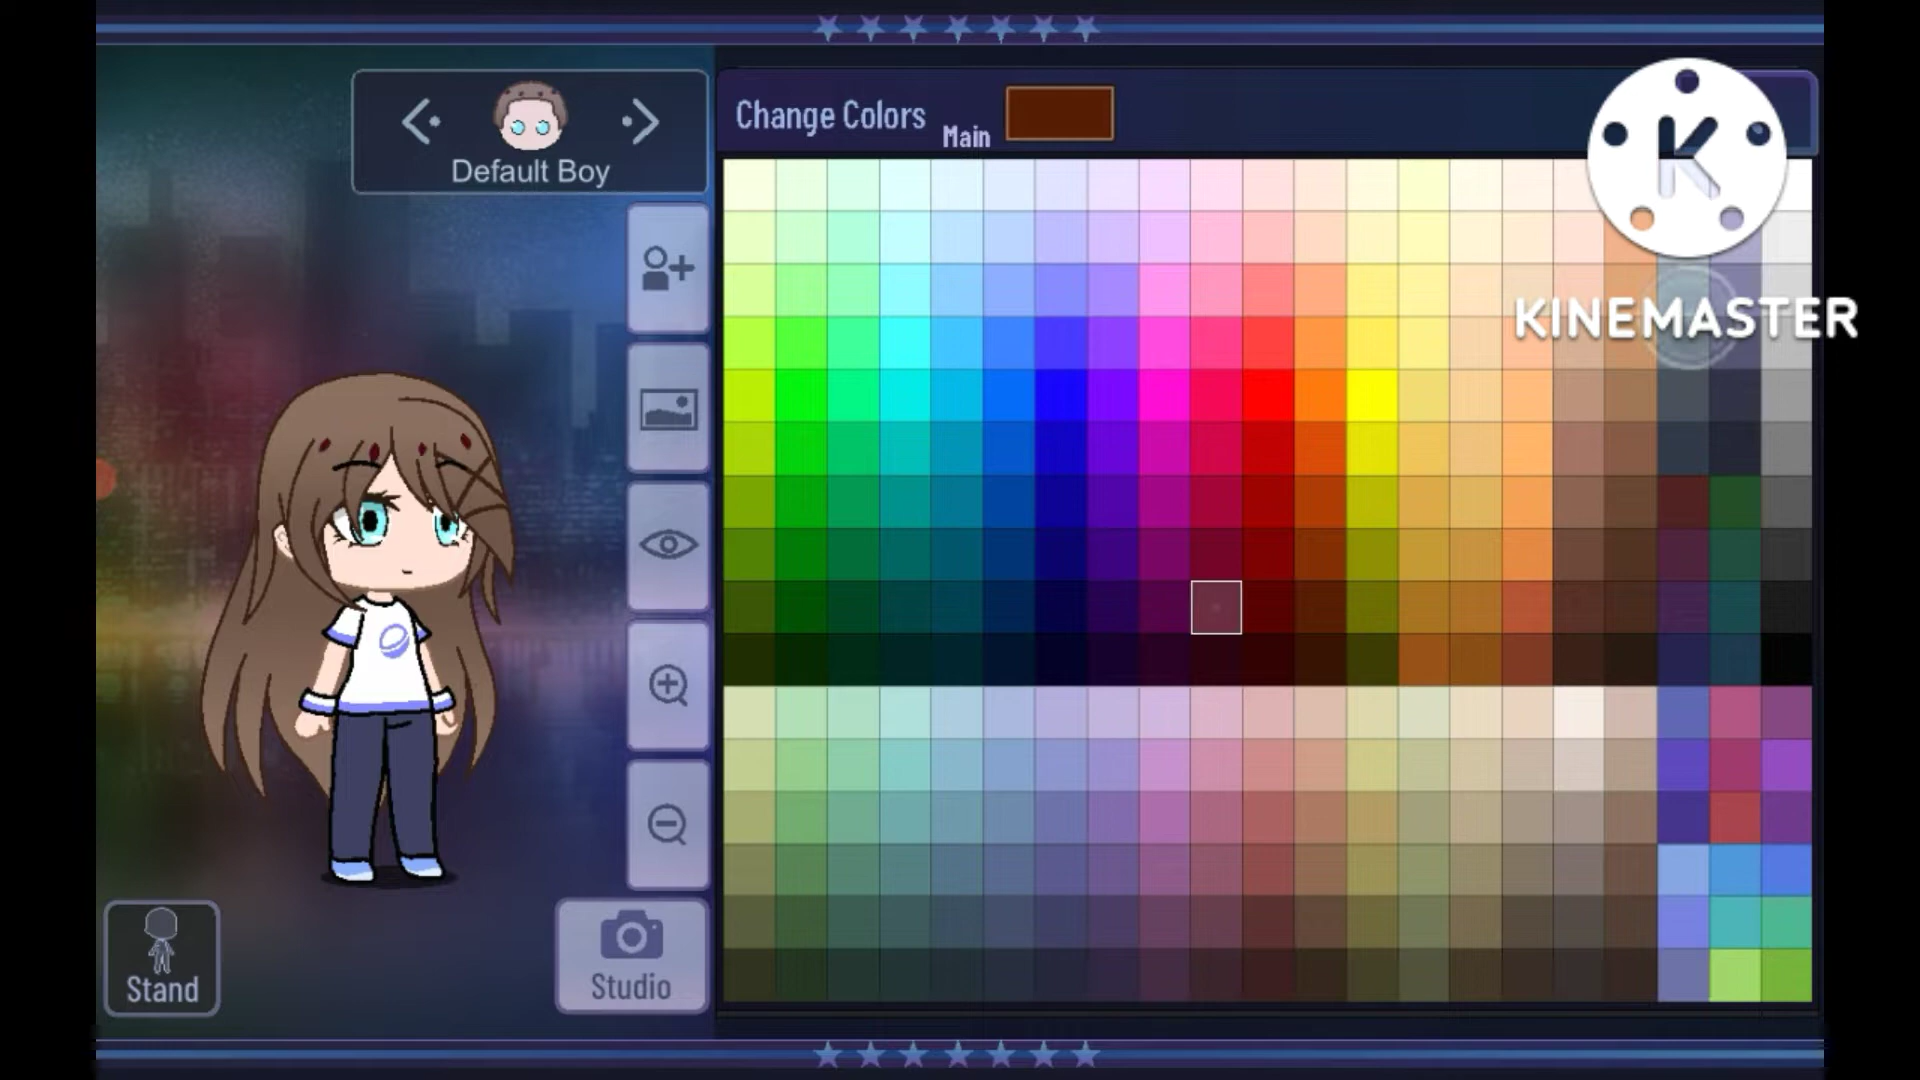 Default Boy
Change Colors
Main
K
KINEMASTER
Stand
Studio